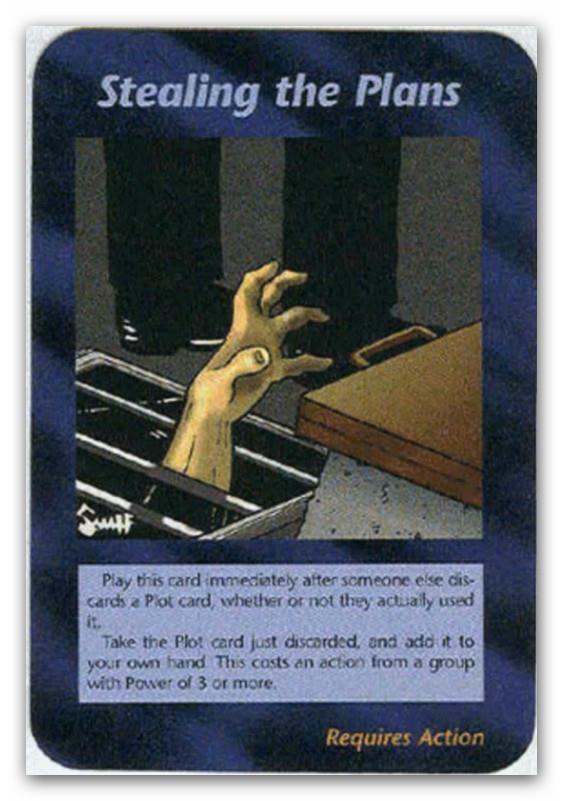 Stealing the Plans
Play this card immediately after someone else dis-
cards a Plot card, whether or not they actually used
it.
Take the Plot card just discarded, and add it to
your own hand. This costs an action from a group
with Power of 3 or more.
Requires Action